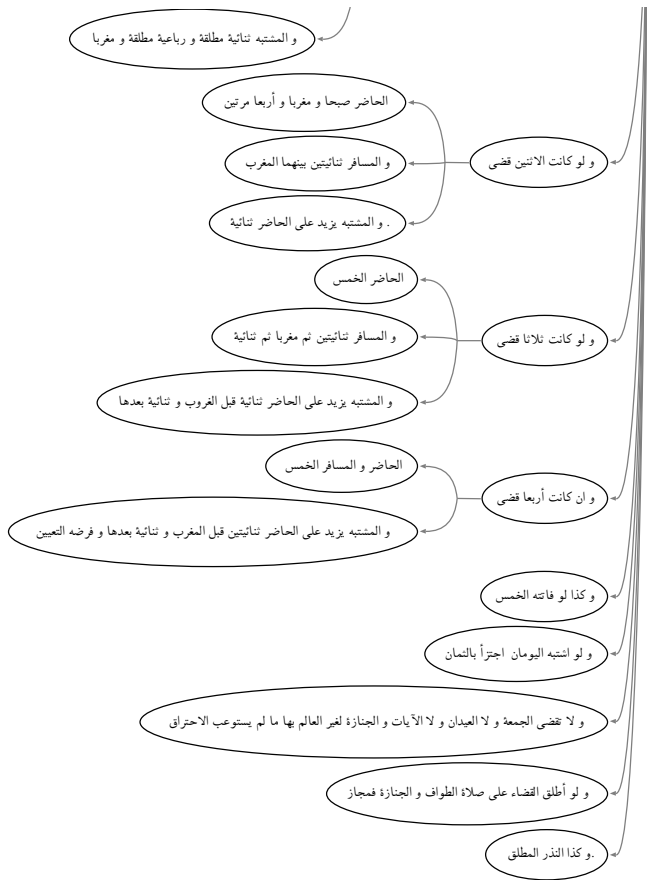 و المشتبه ثنائية مطلقة و رباعية مطلقة و مغربا
و لو كانت الاثنين قضى
الحاضر صبحا و مغربا و أربعا مرتين
و المسافر ثنائيتين بينهما المغرب
. و المشتبه يزيد على الحاضر ثنائية
و لو كانت ثلاثا قضى
الحاضر الخمس
و المسافر ثنائيتين ثم مغربا ثم ثنائية
و المشتبه يزيد على الحاضر ثنائية قبل الغروب و ثنائية بعدها
و ان كانت أربعا قضى
الحاضر و المسافر الخمس
و المشتبه يزيد على الحاضر ثنائيتين قبل المغرب و ثنائية بعدها و فرضه التعيين
و كذا لو فاتته الخمس
و لو اشتبه اليومان اجتزأ بالثمان
و لا تقضى الجمعة و لا العيدان و لا الآيات و الجنازة لغير العالم بها ما لم يستوعب الاحتراق
و لو أطلق القضاء على صلاة الطواف و الجنازة فمجاز
.و كذا النذر المطلق